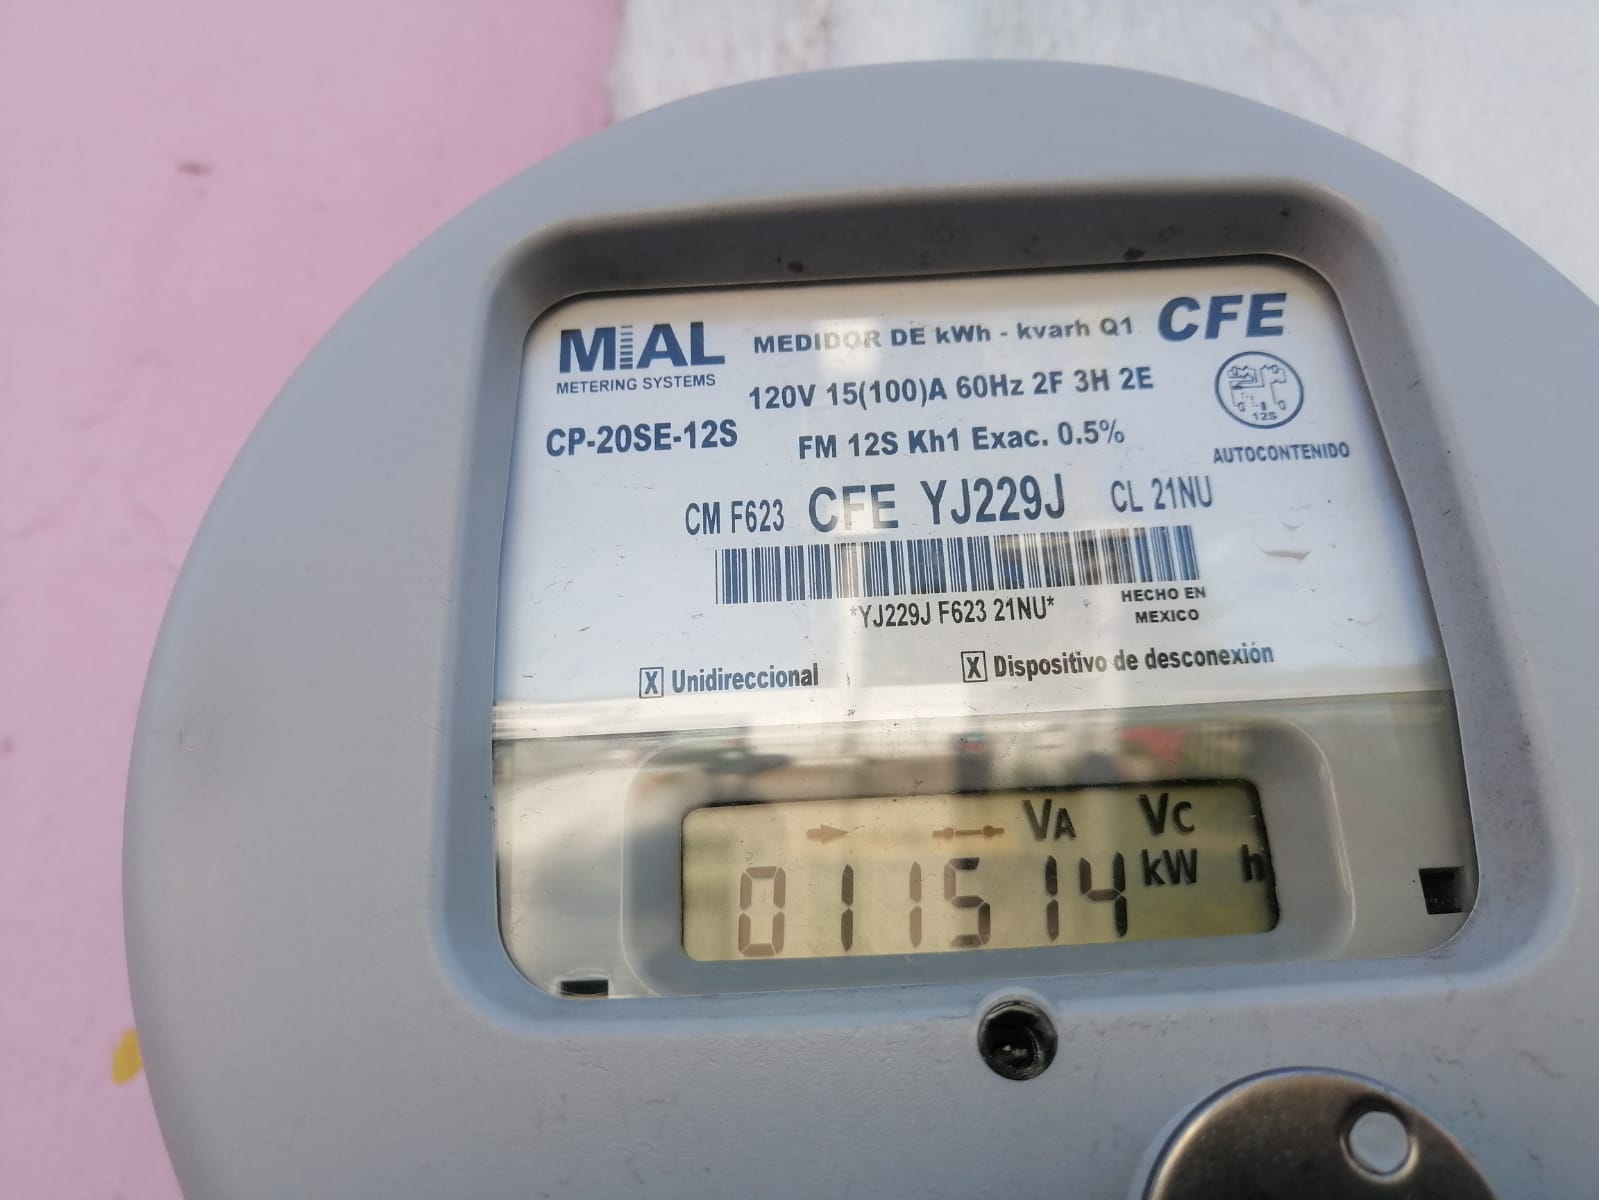 MIAL
METERING SYSTEMS
MEDIDOR DE kWh - kvarh Q1
CFE
120V 15(100)A 60Hz 2F 3H 2E
12S
CP-20SE-12S
FM 12S Kh1 Exac. 0.5%
AUTOCONTENIDO
CM F623 CFE YJ229J CL 21NU
*YJ229J F623 21NU*
HECHO EN
MEXICO
X Unidireccional
X Dispositivo de desconexión
VA VC
011514 kW h